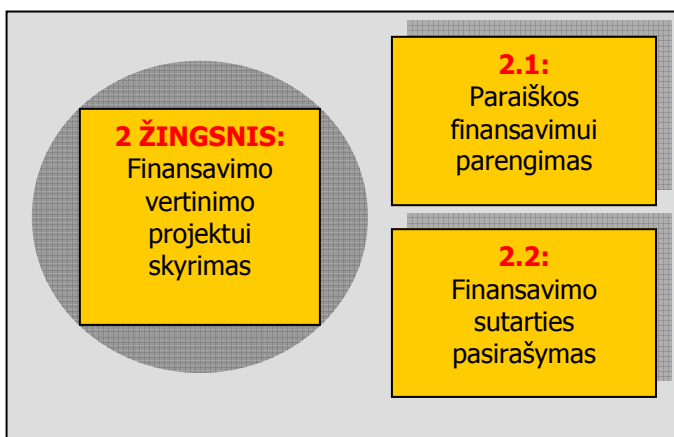 2 ŽINGSNIS:
Finansavimo
vertinimo
projektui
skyrimas
2.1:
Paraiškos
finansavimui
parengimas
2.2:
Finansavimo
sutarties
pasirašymas